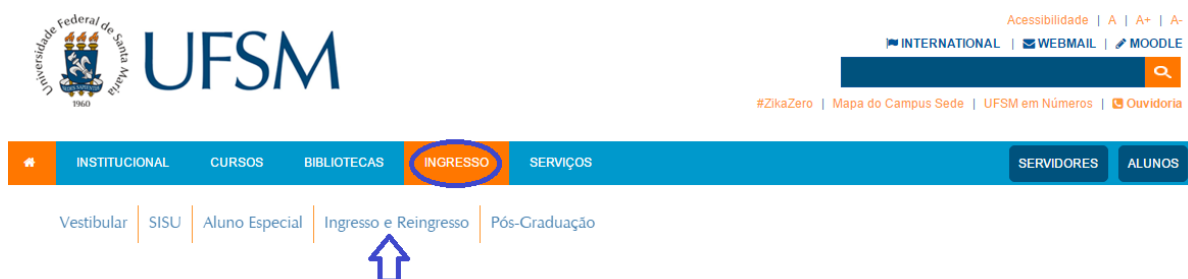 Universidade Federal de Santa Maria
1960
UFSM
Acessibilidade | A | A+ | A-
INTERNATIONAL | WEBMAIL | MOODLE
#ZikaZero | Mapa do Campus Sede | UFSM em Números | Ouvidoria
INSTITUCIONAL CURSOS BIBLIOTECAS INGRESSO SERVIÇOS SERVIDORES ALUNOS
Vestibular | SISU | Aluno Especial | Ingresso e Reingresso | Pós-Graduação